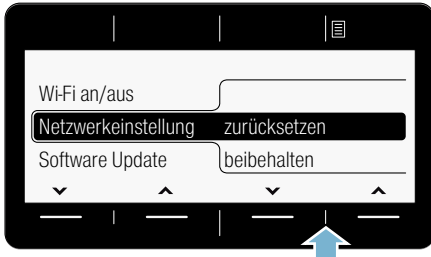 Wi-Fi an/aus
Netzwerkeinstellung zurücksetzen
Software Update beibehalten